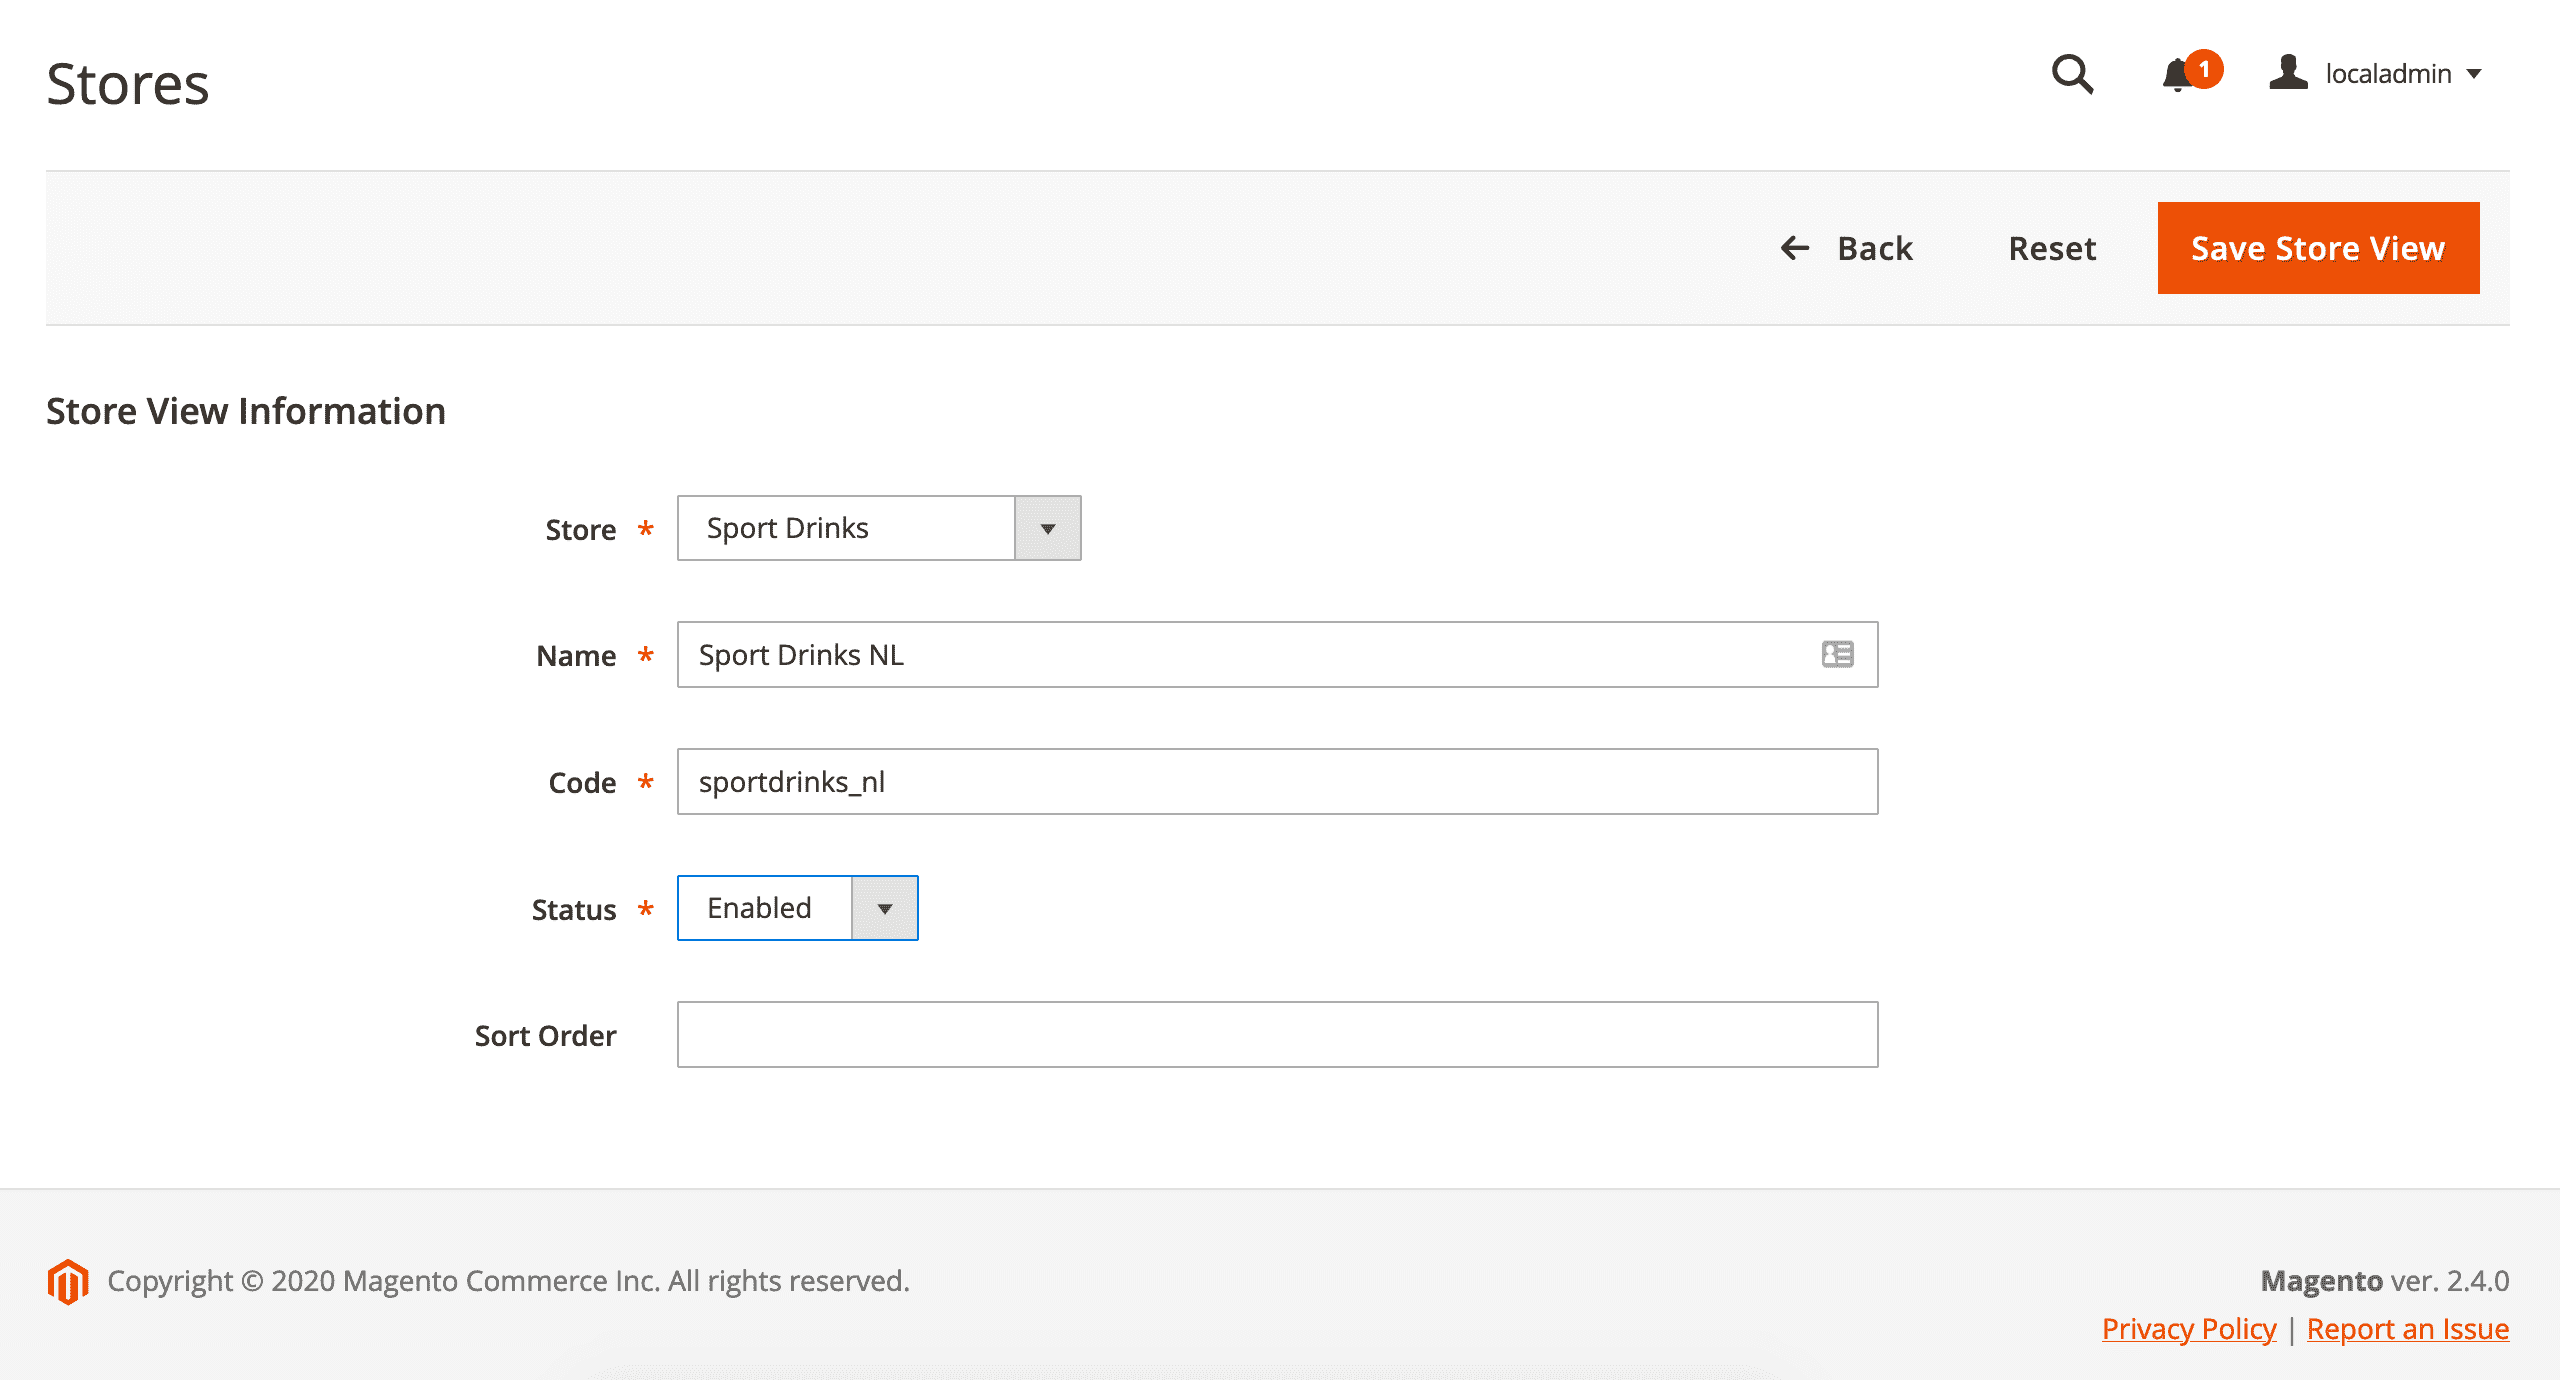 Stores
1
localadmin
Back
Reset
Save Store View
Store View Information
Store *
Sport Drinks
Name *
Sport Drinks NL
Code *
sportdrinks_nl
Status *
Enabled
Sort Order
Copyright © 2020 Magento Commerce Inc. All rights reserved.
Magento ver. 2.4.0
Privacy Policy | Report an Issue